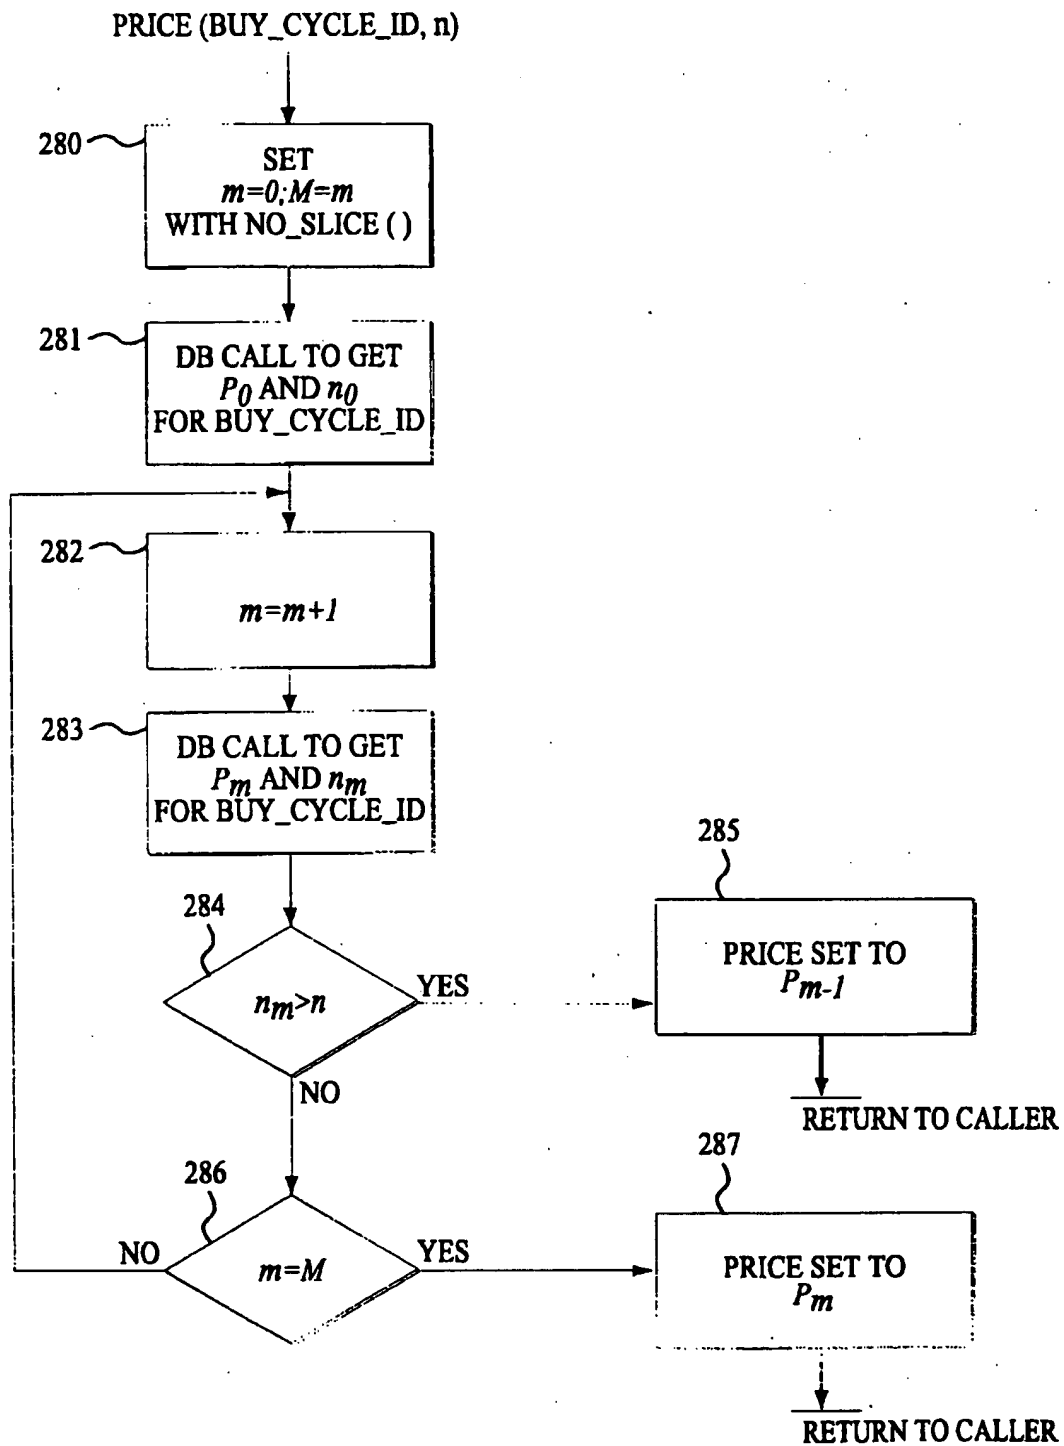 PRICE (BUY_CYCLE_ID, n)
280
SET
m=0; M=m
WITH NO_SLICE ( )
281
DB CALL TO GET
P0 AND n0
FOR BUY_CYCLE_ID
282
m=m+1
283
DB CALL TO GET
Pm AND nm
FOR BUY_CYCLE_ID
284
nm>n
YES
NO
285
PRICE SET TO
Pm-1
RETURN TO CALLER
286
NO
m=M
YES
287
PRICE SET TO
Pm
RETURN TO CALLER